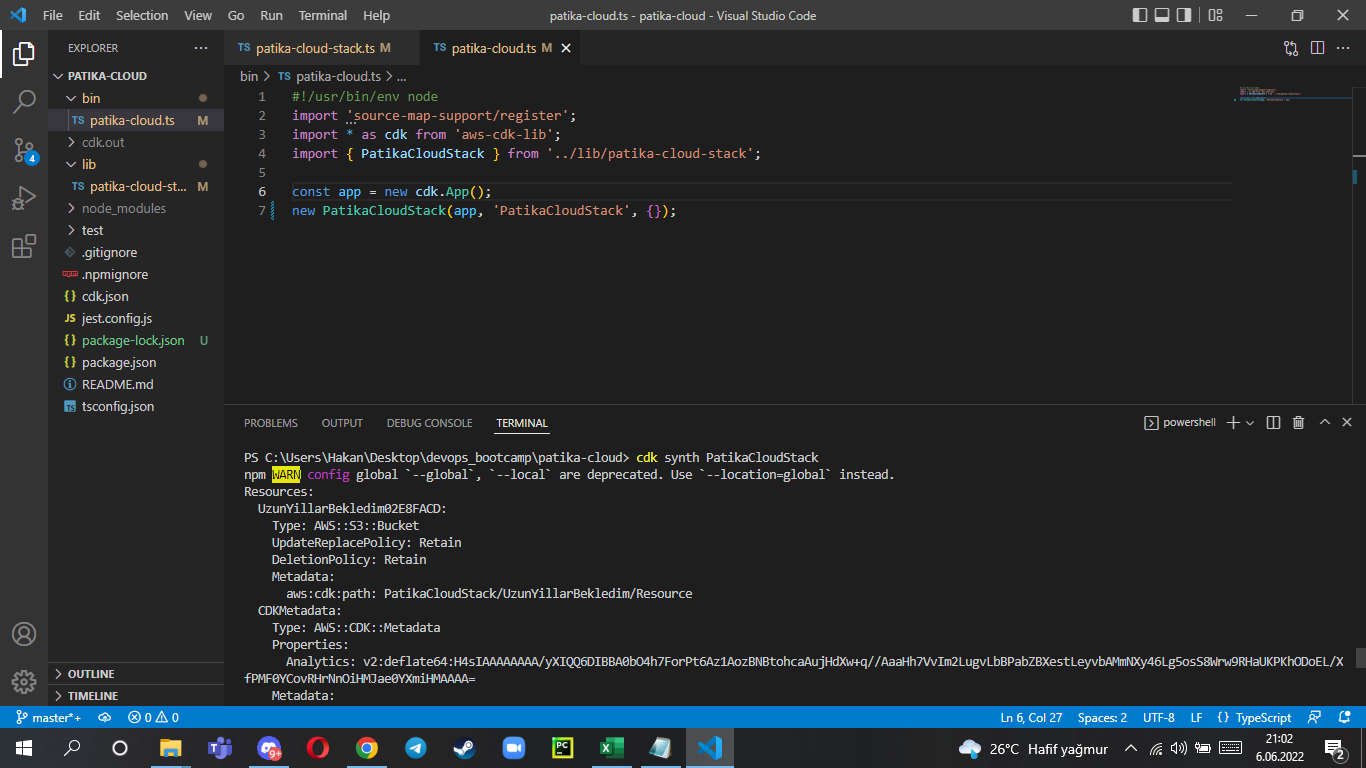 File Edit Selection View Go Run Terminal Help patika-cloud.ts - patika-cloud - Visual Studio Code
EXPLORER
PATIKA-CLOUD
bin
TS patika-cloud.ts M
cdk.out
lib
TS patika-cloud-st... M
node_modules
test
.gitignore
.npmignore
{} cdk.json
JS jest.config.js
{} package-lock.json U
{} package.json
README.md
TS tsconfig.json
OUTLINE
TIMELINE
4
TS patika-cloud-stack.ts M TS patika-cloud.ts M
bin > TS patika-cloud.ts > ...
1 #!/usr/bin/env node
2 import 'source-map-support/register';
3 import * as cdk from 'aws-cdk-lib';
4 import { PatikaCloudStack } from '../lib/patika-cloud-stack';
5
6 const app = new cdk.App();
7 new PatikaCloudStack(app, 'PatikaCloudStack', {});
PROBLEMS OUTPUT DEBUG CONSOLE TERMINAL powershell
PS C:\Users\Hakan\Desktop\devops_bootcamp\patika-cloud> cdk synth PatikaCloudStack
npm WARN config global `--global`, `--local` are deprecated. Use `--location=global` instead.
Resources:
UzunYillarBekledim02E8FACD:
Type: AWS::S3::Bucket
UpdateReplacePolicy: Retain
DeletionPolicy: Retain
Metadata:
aws:cdk:path: PatikaCloudStack/UzunYillarBekledim/Resource
CDKMetadata:
Type: AWS::CDK::Metadata
Properties:
Analytics: v2:deflate64:H4sIAAAAAAAA/yXIQQ6DIBBA0bO4h7ForPt6Az1AozBNBtohcaAujHdXw+q//AaaHh7VvIm2LugvLbBPabZBXestLeyvbAMmNXy46Lg5osS8Wrw9RHaUKPKhODoEL/X
fPMF0YCovRHrNnOiHMJae0YXmiHMAAAA=
Metadata:
master*+ 0 0 Ln 6, Col 27 Spaces: 2 UTF-8 LF {} TypeScript
9+ PC 26°C Hafif yağmur 21:02
6.06.2022 2